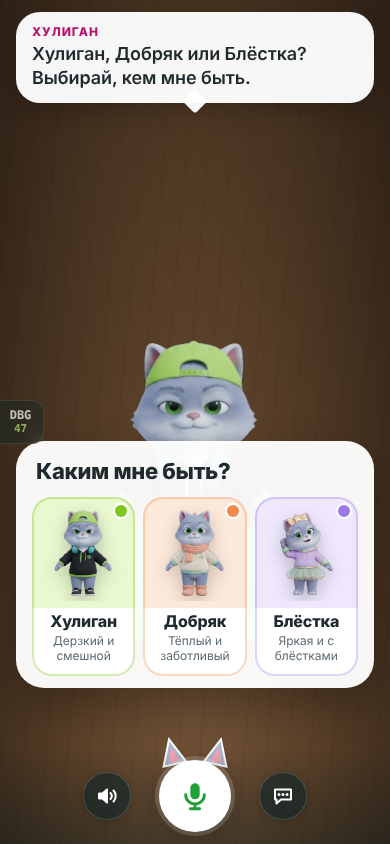 ХУЛИГАН
Хулиган, Добряк или Блёстка?
Выбирай, кем мне быть.
DBG
47
Каким мне быть?
Хулиган
Дерзкий и
смешной
Добряк
Тёплый и
заботливый
Блёстка
Яркая и с
блёстками